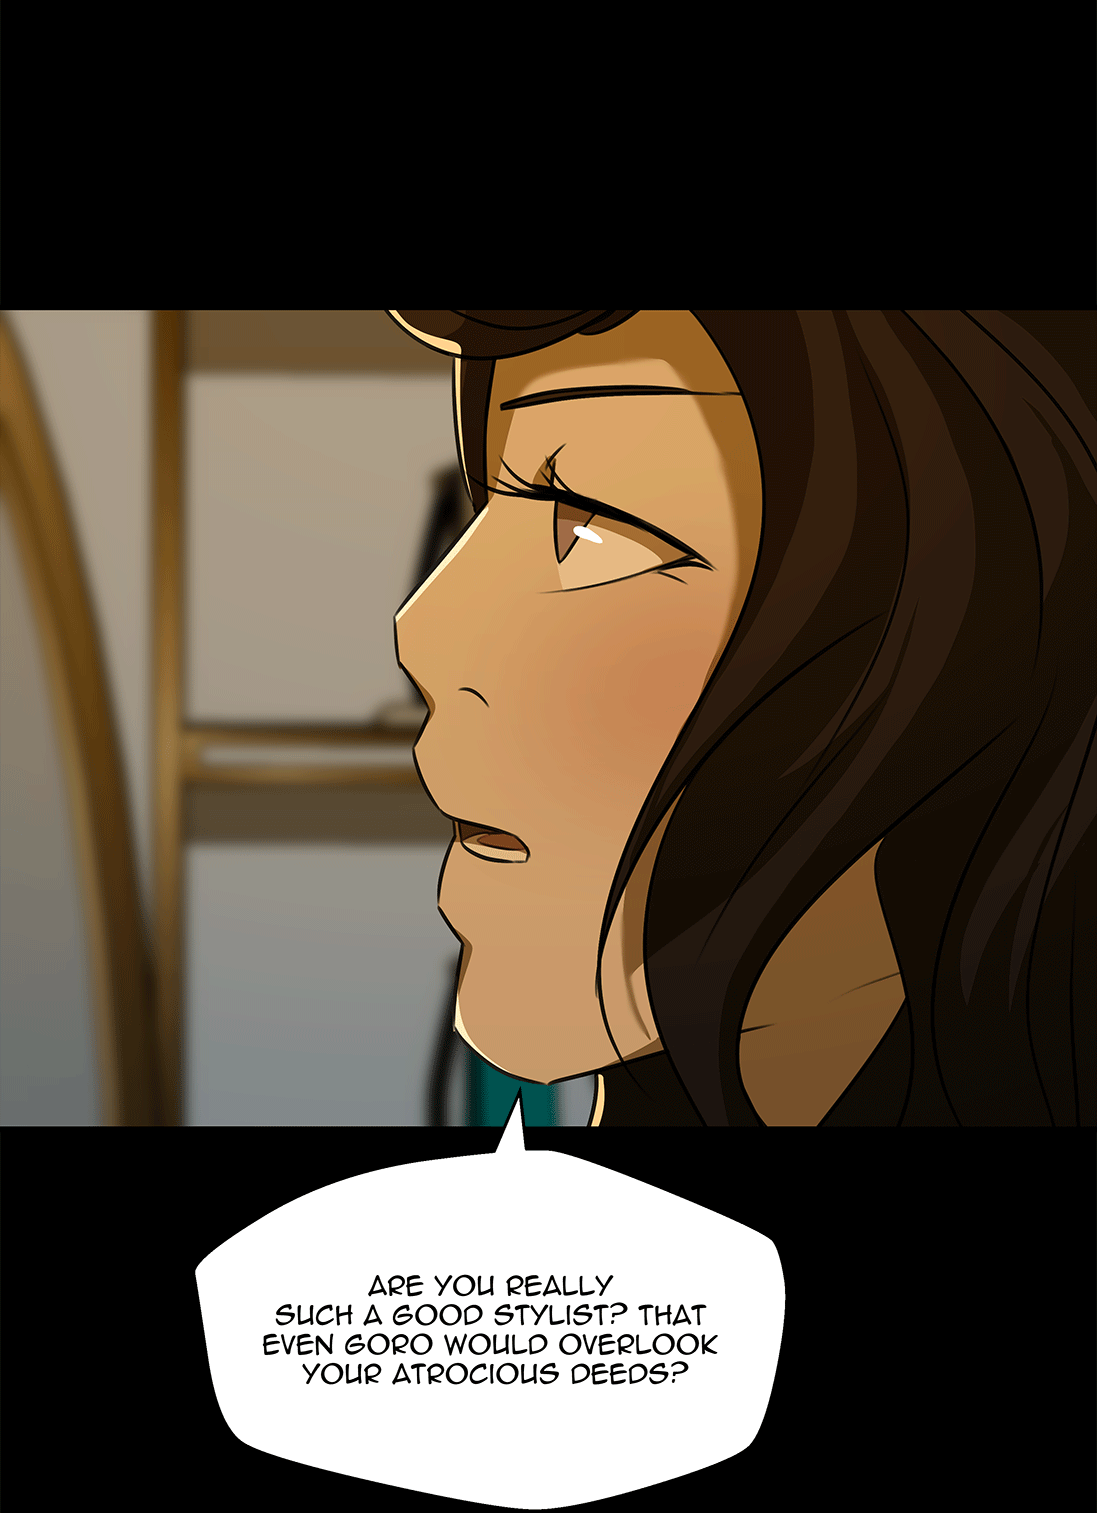 ARE YOU REALLY
SUCH A GOOD STYLIST? THAT
EVEN GORO WOULD OVERLOOK
YOUR ATROCIOUS DEEDS?